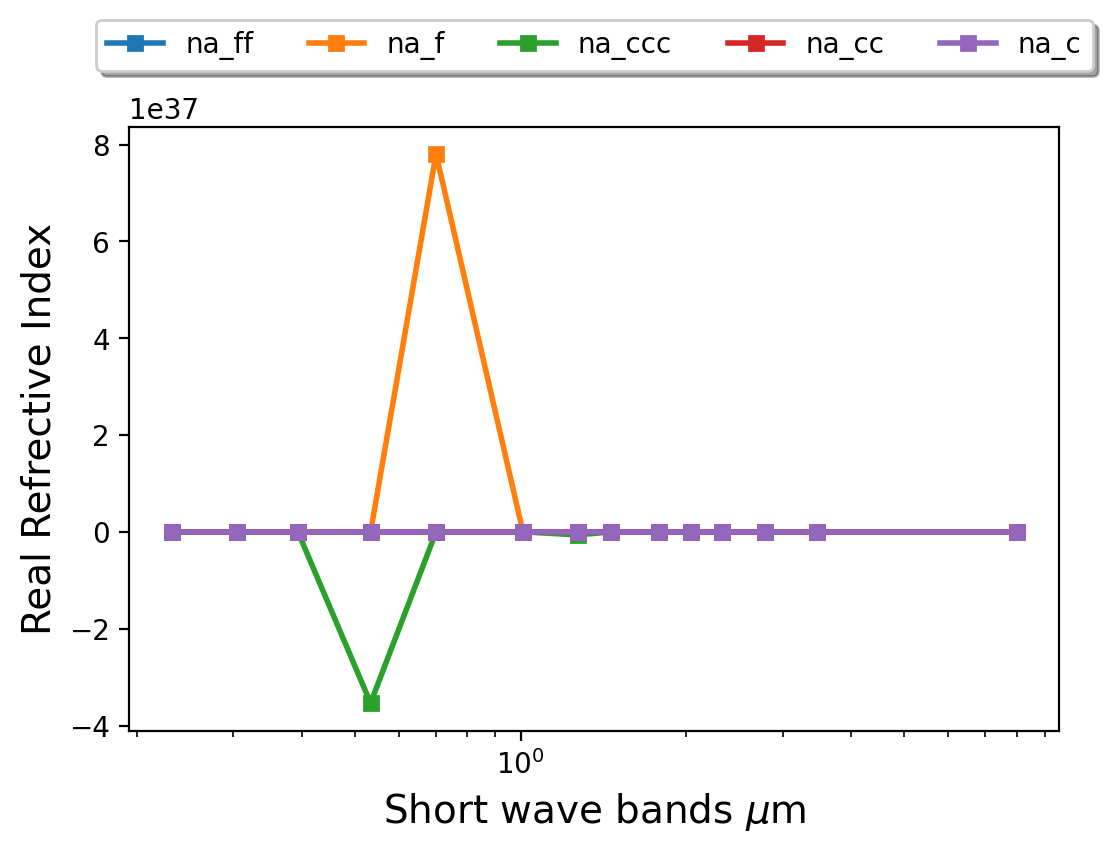 na_ff na_f na_ccc na_cc na_c
1e37
8
6
4
2
0
−2
−4
Real Refrective Index
10⁰
Short wave bands μm